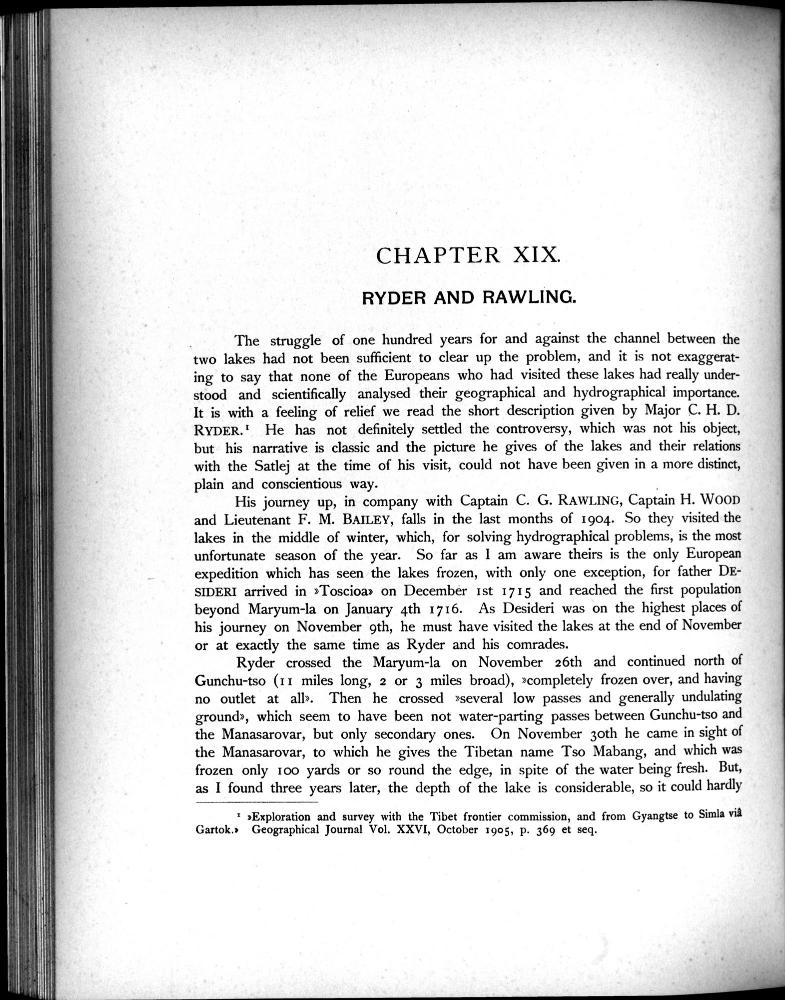 CHAPTER XIX.
RYDER AND RAWLING.
The struggle of one hundred years for and against the channel between the
two lakes had not been sufficient to clear up the problem, and it is not exaggerat-
ing to say that none of the Europeans who had visited these lakes had really under-
stood and scientifically analysed their geographical and hydrographical importance.
It is with a feeling of relief we read the short description given by Major C. H. D.
RYDER.¹ He has not definitely settled the controversy, which was not his object,
but his narrative is classic and the picture he gives of the lakes and their relations
with the Satlej at the time of his visit, could not have been given in a more distinct,
plain and conscientious way.
His journey up, in company with Captain C. G. RAWLING, Captain H. WOOD
and Lieutenant F. M. BAILEY, falls in the last months of 1904. So they visited the
lakes in the middle of winter, which, for solving hydrographical problems, is the most
unfortunate season of the year. So far as I am aware theirs is the only European
expedition which has seen the lakes frozen, with only one exception, for father DE-
SIDERI arrived in »Toscioa» on December 1st 1715 and reached the first population
beyond Maryum-la on January 4th 1716. As Desideri was on the highest places of
his journey on November 9th, he must have visited the lakes at the end of November
or at exactly the same time as Ryder and his comrades.
Ryder crossed the Maryum-la on November 26th and continued north of
Gunchu-tso (11 miles long, 2 or 3 miles broad), »completely frozen over, and having
no outlet at all». Then he crossed »several low passes and generally undulating
ground», which seem to have been not water-parting passes between Gunchu-tso and
the Manasarovar, but only secondary ones. On November 30th he came in sight of
the Manasarovar, to which he gives the Tibetan name Tso Mabang, and which was
frozen only 100 yards or so round the edge, in spite of the water being fresh. But,
as I found three years later, the depth of the lake is considerable, so it could hardly
¹ »Exploration and survey with the Tibet frontier commission, and from Gyangtse to Simla viâ
Gartok.» Geographical Journal Vol. XXVI, October 1905, p. 369 et seq.